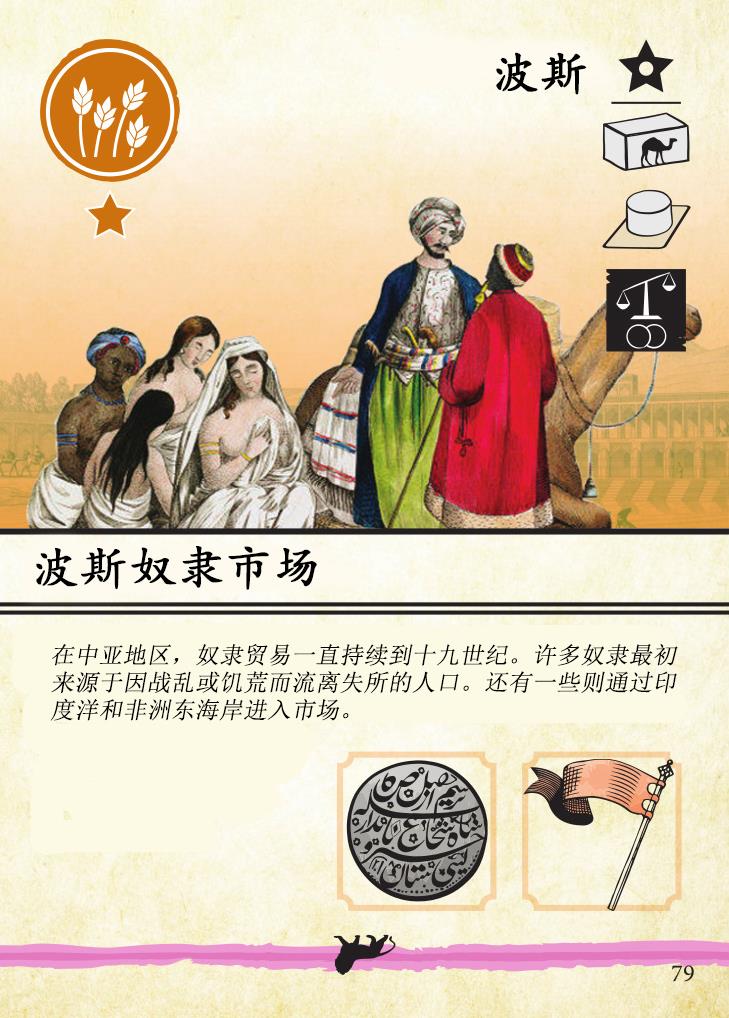 波斯
波斯奴隶市场
在中亚地区，奴隶贸易一直持续到十九世纪。许多奴隶最初
来源于因战乱或饥荒而流离失所的人口。还有一些则通过印
度洋和非洲东海岸进入市场。
79